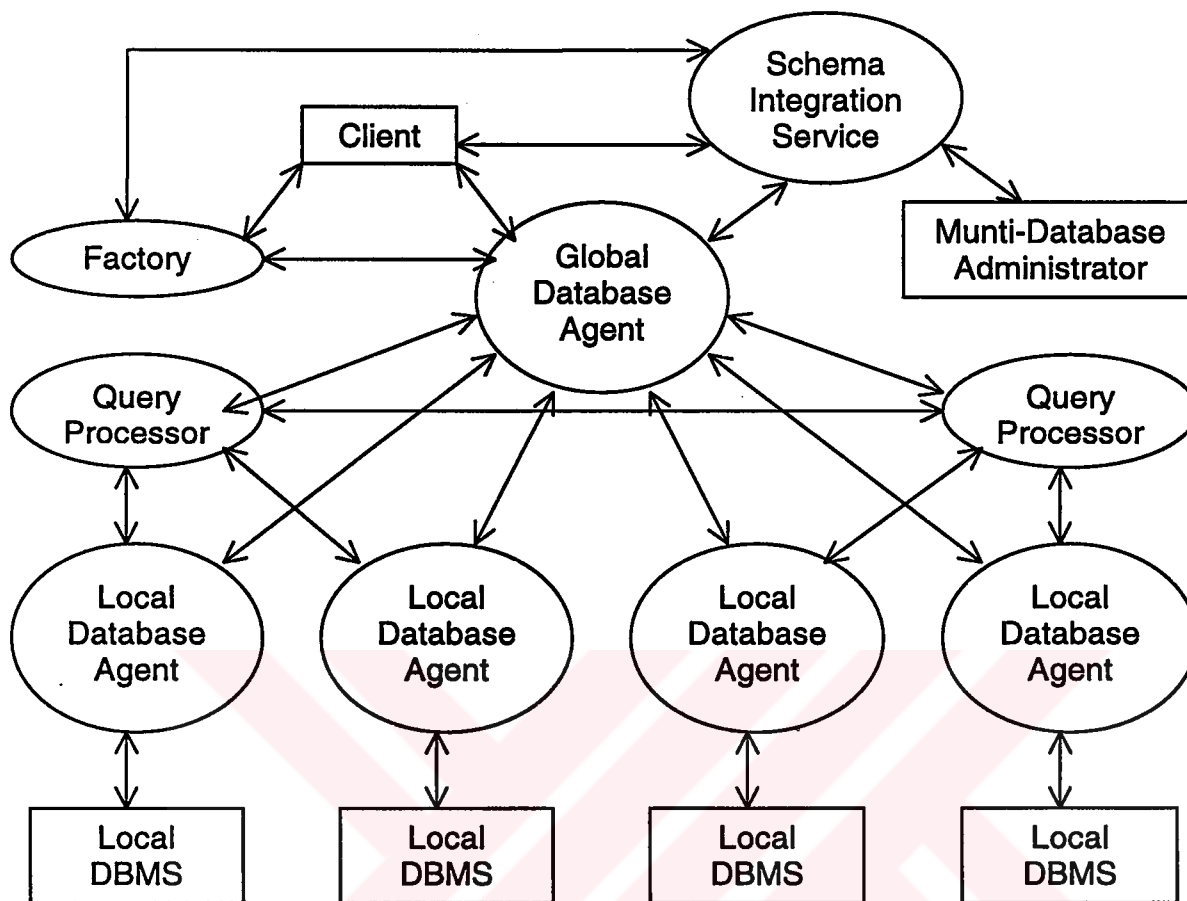 Schema
Integration
Service
Client
Munti-Database
Administrator
Factory
Global
Database
Agent
Query
Processor
Query
Processor
Local
Database
Agent
Local
Database
Agent
Local
Database
Agent
Local
Database
Agent
Local
DBMS
Local
DBMS
Local
DBMS
Local
DBMS